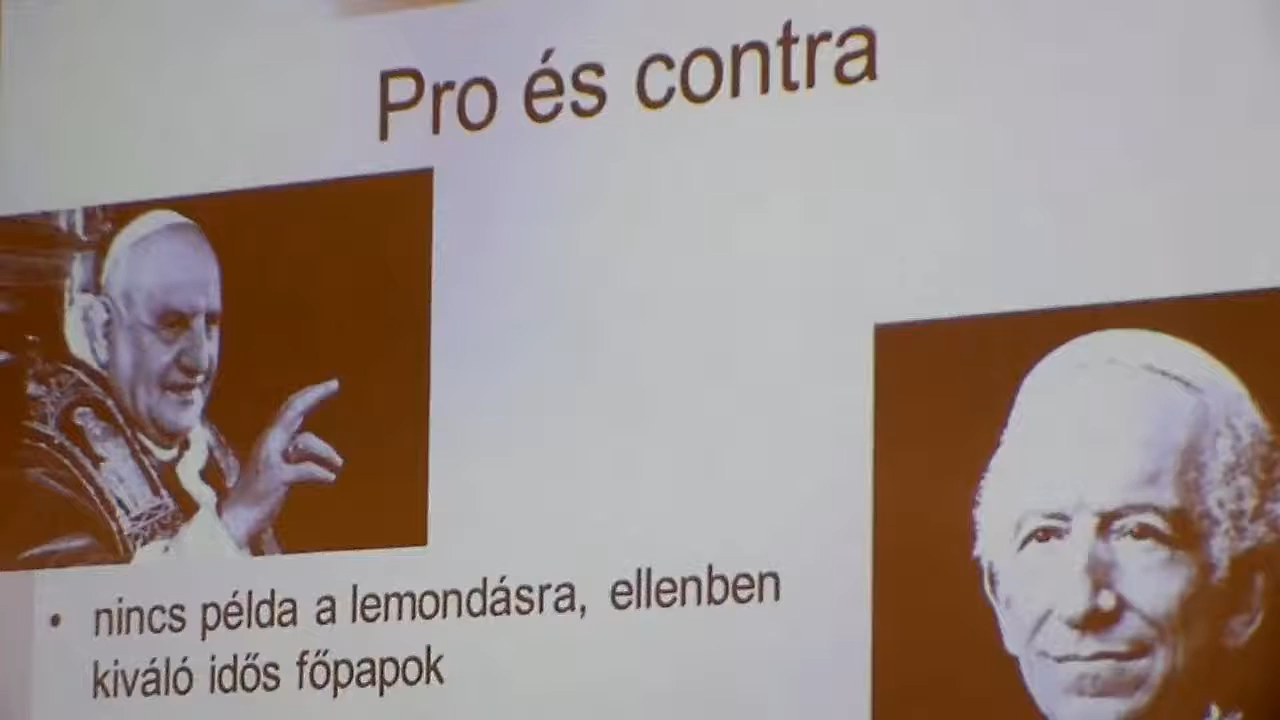 Pro és contra
• nincs példa a lemondásra, ellenben
kiváló idős főpapok